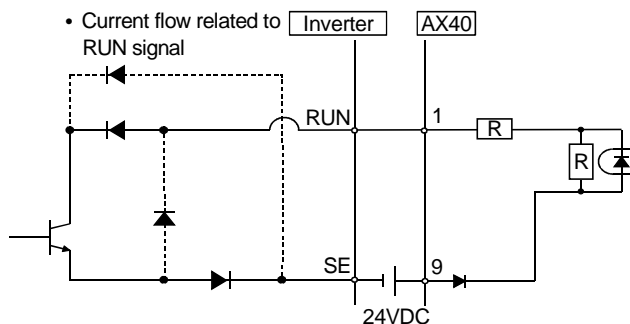 • Current flow related to
RUN signal
Inverter
AX40
RUN
1
R
R
SE
9
24VDC